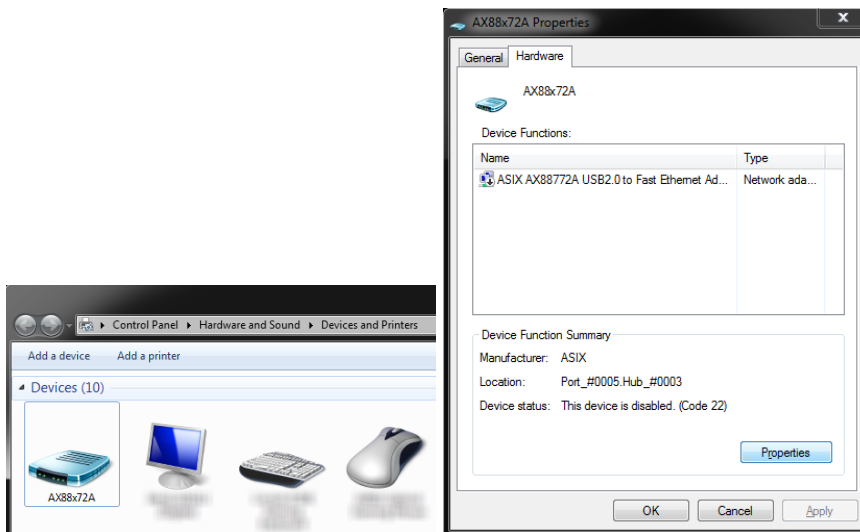 Control Panel ▸ Hardware and Sound ▸ Devices and Printers
Add a device Add a printer
Devices (10)
AX88x72A
AX88x72A Properties
General Hardware
AX88x72A
Device Functions:
Name Type
ASIX AX88772A USB2.0 to Fast Ethernet Ad... Network ada...
Device Function Summary
Manufacturer: ASIX
Location: Port_#0005.Hub_#0003
Device status: This device is disabled. (Code 22)
Properties
OK Cancel Apply